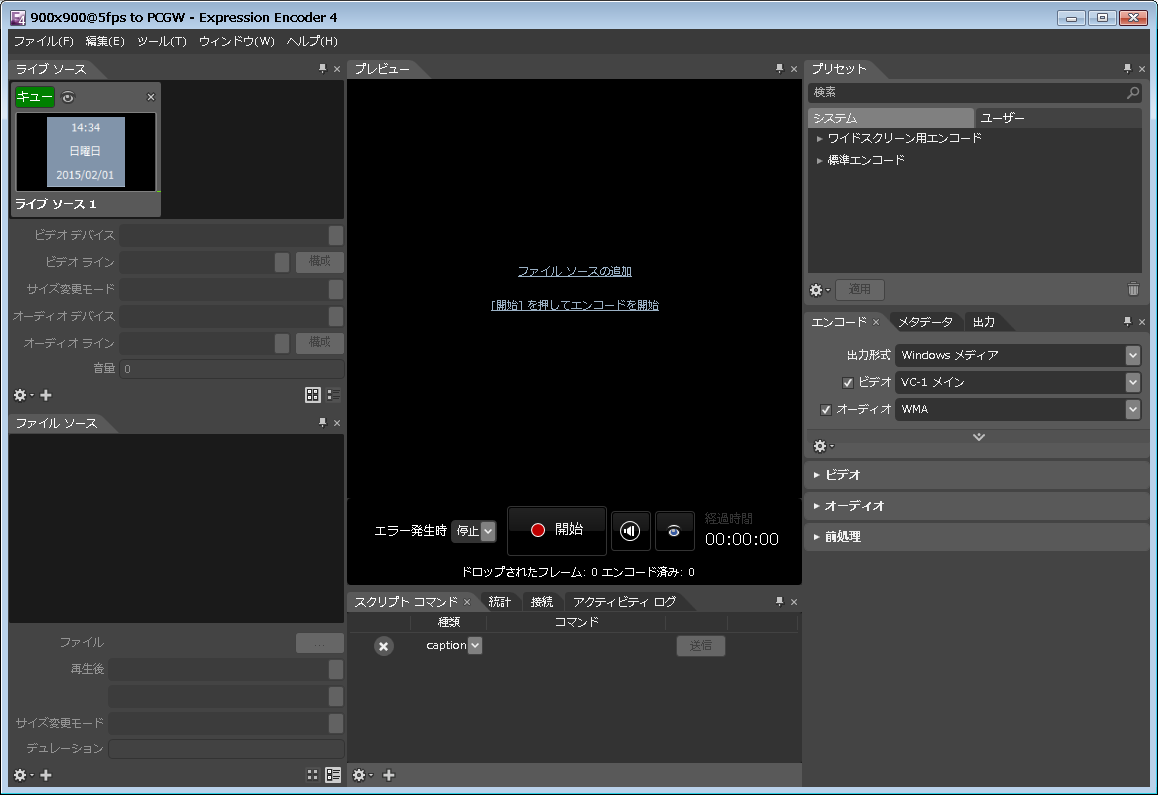 900x900@5fps to PCGW - Expression Encoder 4
ファイル(F) 編集(E) ツール(T) ウィンドウ(W) ヘルプ(H)
ライブ ソース
キュー
14:34
日曜日
2015/02/01
ライブ ソース 1
ビデオ デバイス
ビデオ ライン 構成
サイズ変更モード
オーディオ デバイス
オーディオ ライン 構成
音量 0
ファイル ソース
ファイル ...
再生後
サイズ変更モード
デュレーション
プレビュー
ファイル ソースの追加
[開始] を押してエンコードを開始
エラー発生時 停止 開始 経過時間
00:00:00
ドロップされたフレーム: 0 エンコード済み: 0
スクリプト コマンド 統計 接続 アクティビティ ログ
種類 コマンド
caption 送信
プリセット
検索
システム ユーザー
ワイドスクリーン用エンコード
標準エンコード
適用
エンコード メタデータ 出力
出力形式 Windows メディア
ビデオ VC-1 メイン
オーディオ WMA
ビデオ
オーディオ
前処理